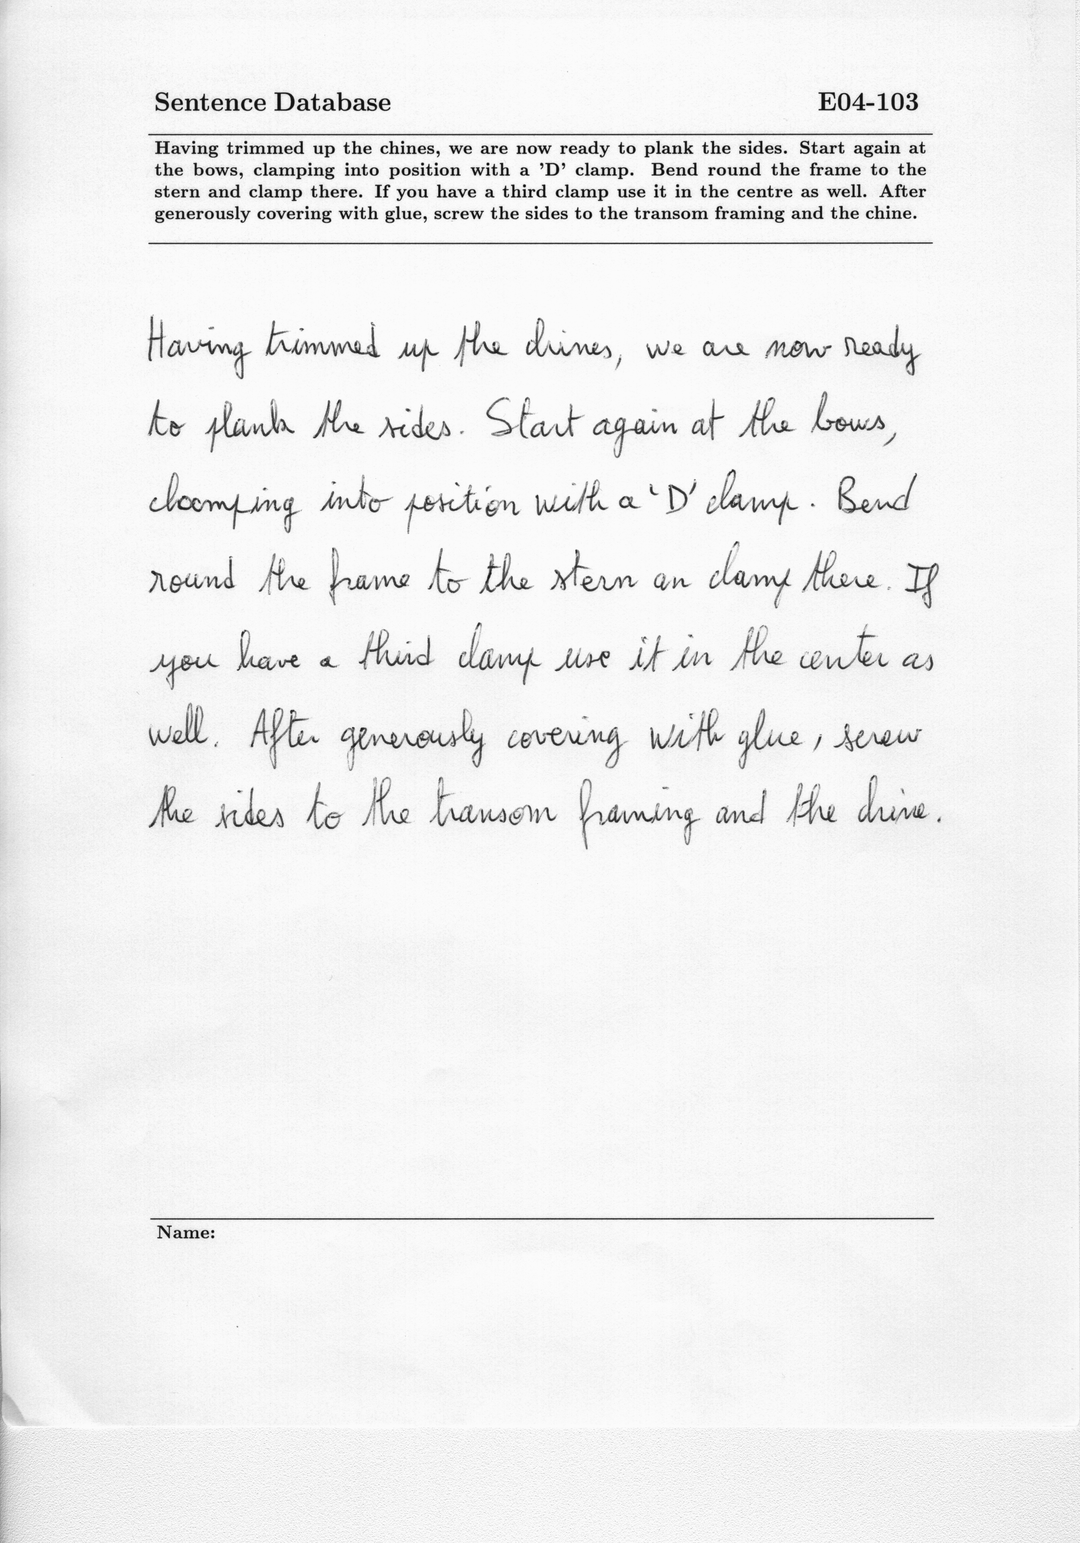 Sentence Database E04-103
Having trimmed up the chines, we are now ready to plank the sides. Start again at
the bows, clamping into position with a 'D' clamp. Bend round the frame to the
stern and clamp there. If you have a third clamp use it in the centre as well. After
generously covering with glue, screw the sides to the transom framing and the chine.
Having trimmed up the chines, we are now ready
to plank the sides. Start again at the bows,
clamping into position with a 'D' clamp. Bend
round the frame to the stern an clamp there. If
you have a third clamp use it in the center as
well. After generously covering with glue, screw
the sides to the transom framing and the chine.
Name: